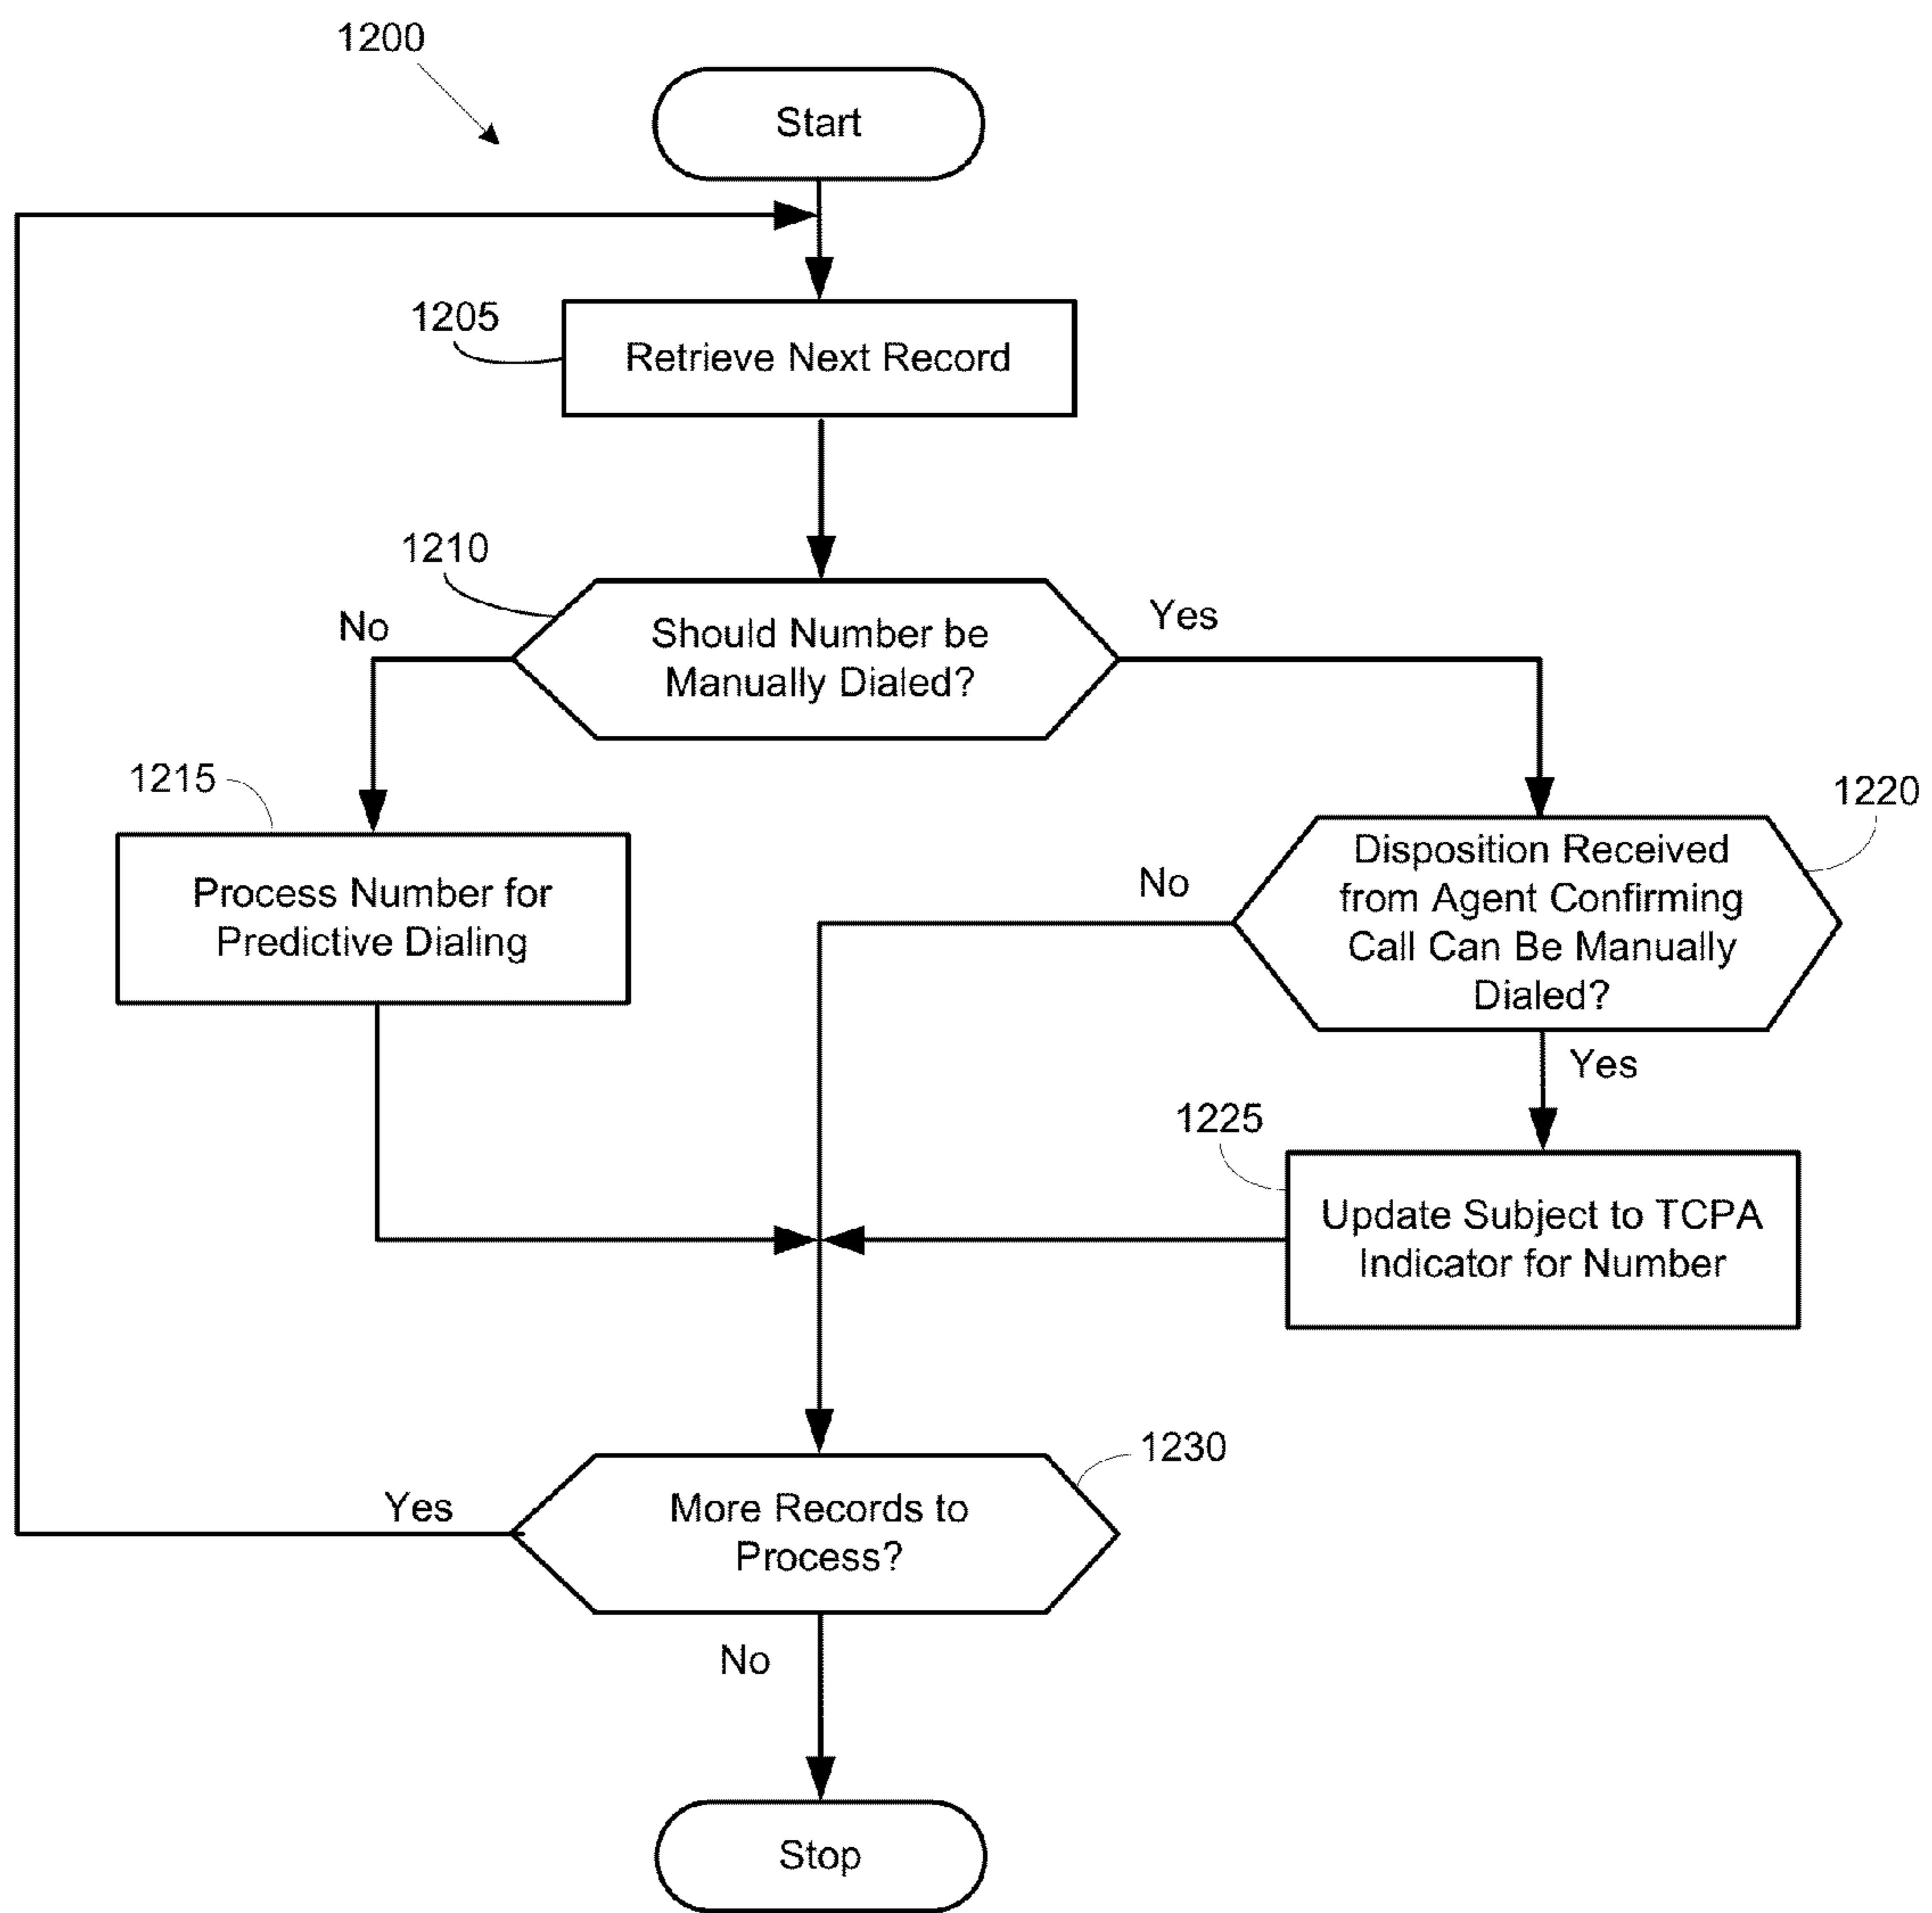 1200
Start
1205
Retrieve Next Record
1210
No
Should Number be
Manually Dialed?
Yes
1215
Process Number for
Predictive Dialing
1220
No
Disposition Received
from Agent Confirming
Call Can Be Manually
Dialed?
Yes
1225
Update Subject to TCPA
Indicator for Number
1230
Yes
More Records to
Process?
No
Stop